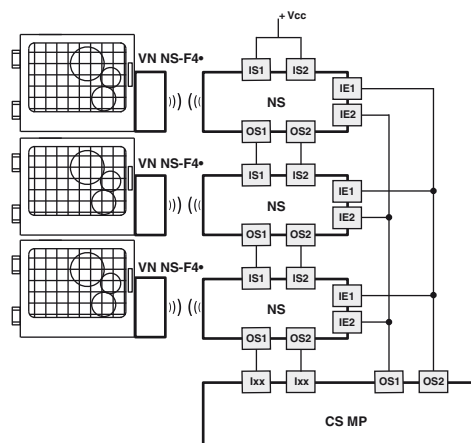 + Vcc
VN NS-F4•
IS1 IS2
NS
IE1
IE2
OS1 OS2
VN NS-F4•
IS1 IS2
NS
IE1
IE2
OS1 OS2
VN NS-F4•
IS1 IS2
NS
IE1
IE2
OS1 OS2
Ixx Ixx OS1 OS2
CS MP